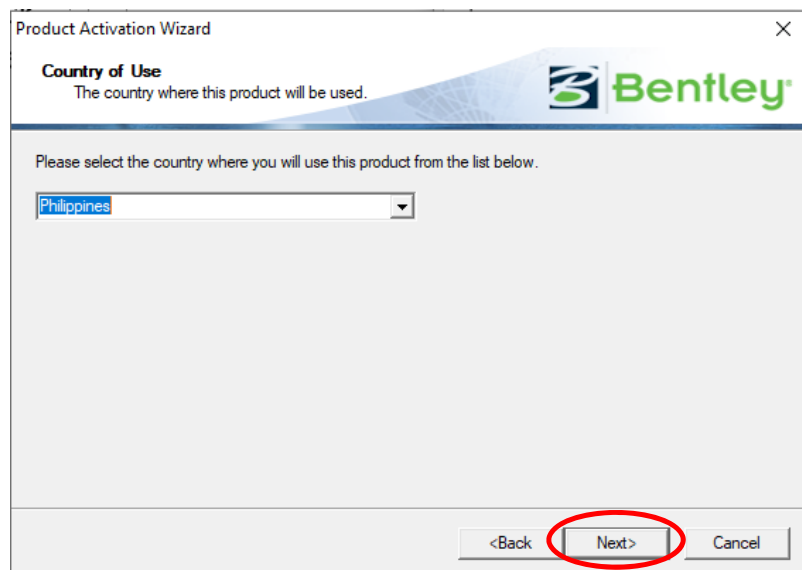 Product Activation Wizard
Country of Use
The country where this product will be used.
Bentley
Please select the country where you will use this product from the list below.
Philippines
<Back
Next>
Cancel